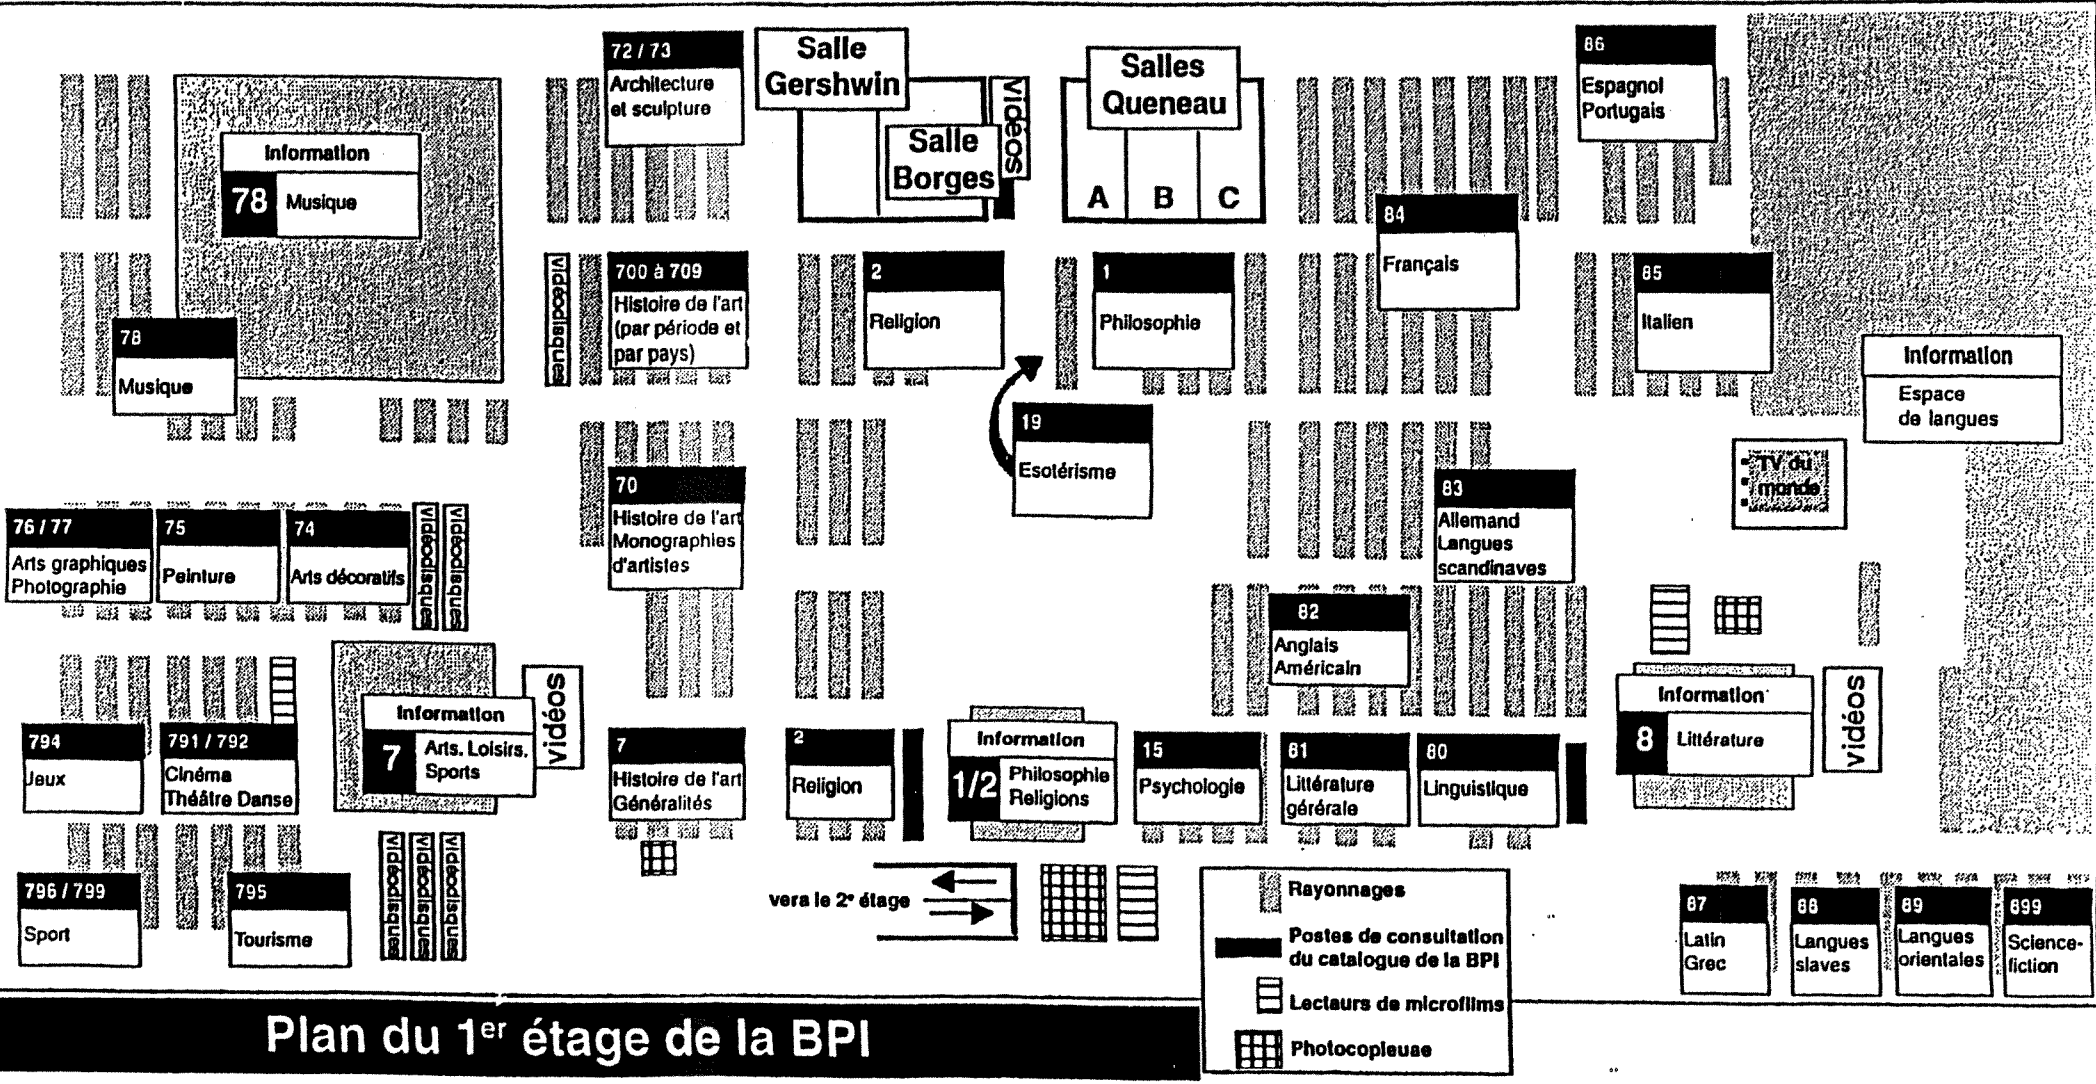 72 / 73
Architecture
et sculpture
Salle
Gershwin
Salle
Borges
vidéos
Salles
Queneau
A
B
C
86
Espagnol
Portugais
Information
78
Musique
84
Français
vidéodisques
700 à 709
Histoire de l'art
(par période et
par pays)
2
Religion
1
Philosophie
85
Italien
78
Musique
Information
Espace
de langues
19
Esotérisme
TV du
monde
70
Histoire de l'art
Monographies
d'artistes
83
Allemand
Langues
scandinaves
76 / 77
Arts graphiques
Photographie
75
Peinture
74
Arts décoratifs
vidéodisques
vidéodisques
82
Anglais
Américain
Information
7
Arts. Loisirs.
Sports
vidéos
Information
8
Littérature
vidéos
794
Jeux
791 / 792
Cinéma
Théâtre Danse
7
Histoire de l'art
Généralités
2
Religion
Information
1/2
Philosophie
Religions
15
Psychologie
81
Littérature
gérérale
80
Linguistique
796 / 799
Sport
795
Tourisme
vidéodisques
vidéodisques
vidéodisques
vera le 2e étage
Rayonnages
Postes de consultation
du catalogue de la BPI
Lectaurs de microfilms
Photocopieuae
87
Latin
Grec
88
Langues
slaves
89
Langues
orientales
899
Science-
fiction
Plan du 1er étage de la BPI